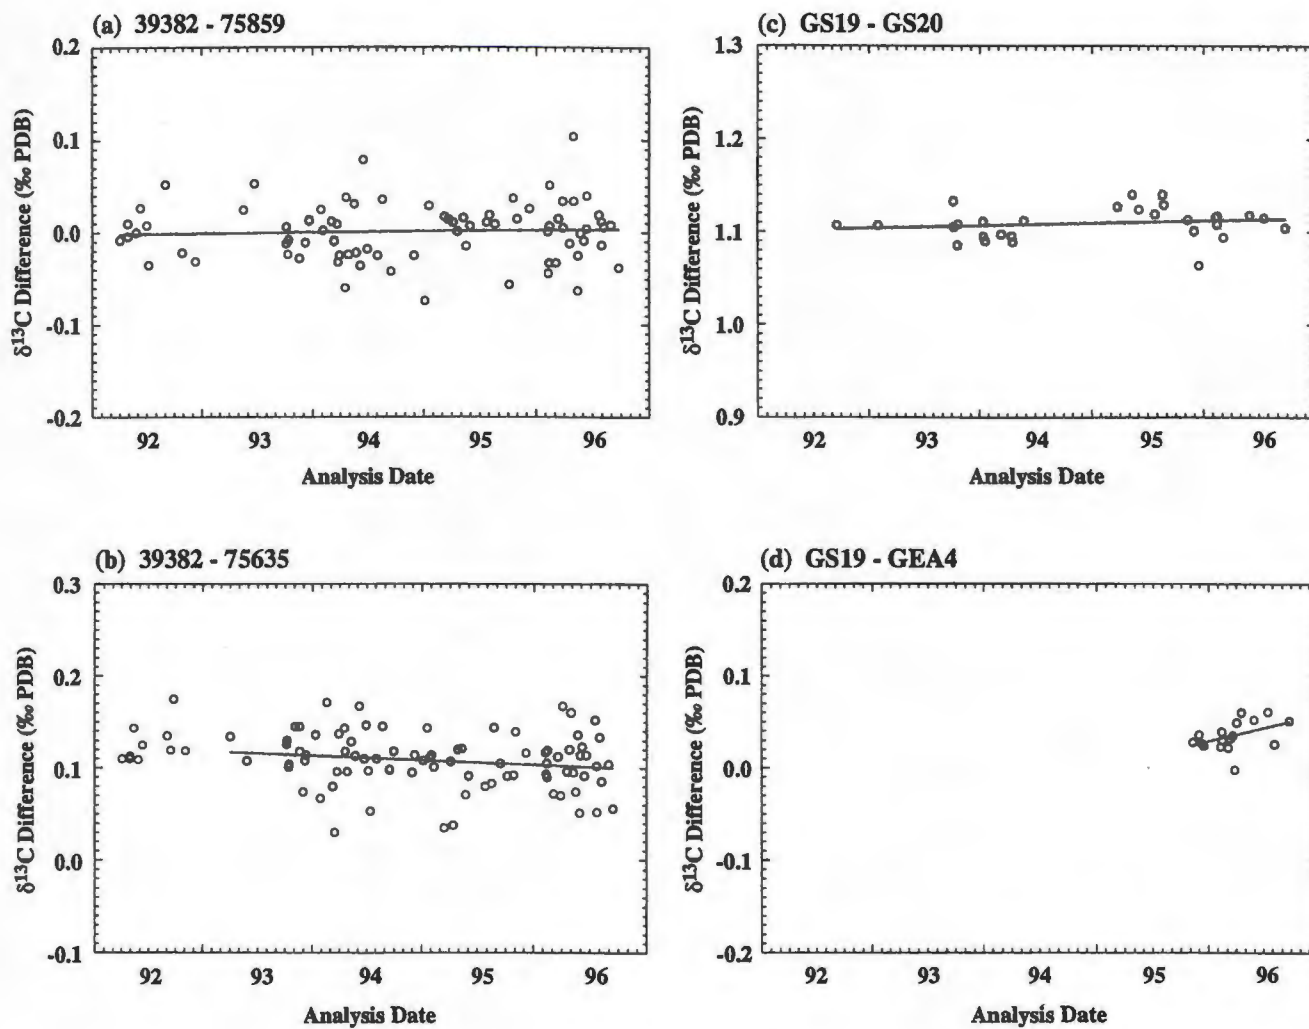 (a) 39382 - 75859
0.2
0.1
0.0
-0.1
-0.2
δ¹³C Difference (‰ PDB)
92 93 94 95 96
Analysis Date
(c) GS19 - GS20
1.3
1.2
1.1
1.0
0.9
δ¹³C Difference (‰ PDB)
92 93 94 95 96
Analysis Date
(b) 39382 - 75635
0.3
0.2
0.1
0.0
-0.1
δ¹³C Difference (‰ PDB)
92 93 94 95 96
Analysis Date
(d) GS19 - GEA4
0.2
0.1
0.0
-0.1
-0.2
δ¹³C Difference (‰ PDB)
92 93 94 95 96
Analysis Date